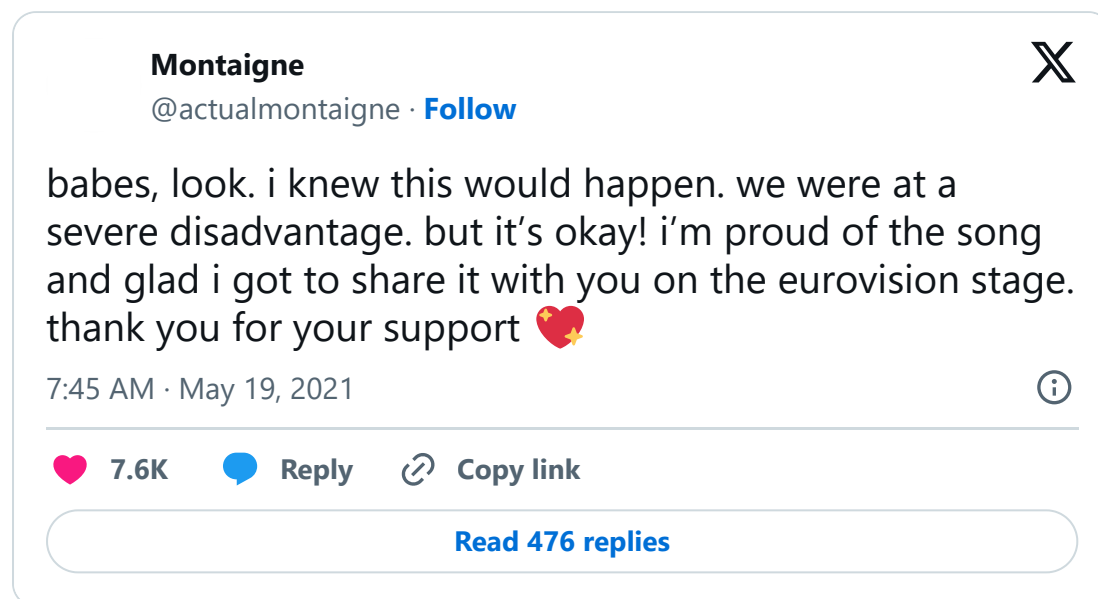 Montaigne
@actualmontaigne · Follow
babes, look. i knew this would happen. we were at a
severe disadvantage. but it’s okay! i’m proud of the song
and glad i got to share it with you on the eurovision stage.
thank you for your support 💖
7:45 AM · May 19, 2021
7.6K Reply Copy link
Read 476 replies